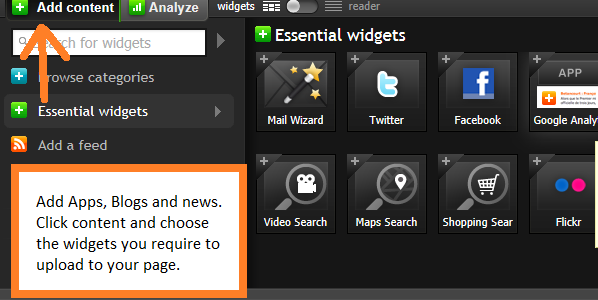 Add content
Analyze
widgets
reader
Search for widgets
Browse categories
Essential widgets
Add a feed
Add Apps, Blogs and news.
Click content and choose
the widgets you require to
upload to your page.
Essential widgets
Mail Wizard
Twitter
Facebook
APP
Google Analy
Video Search
Maps Search
Shopping Sear
Flickr